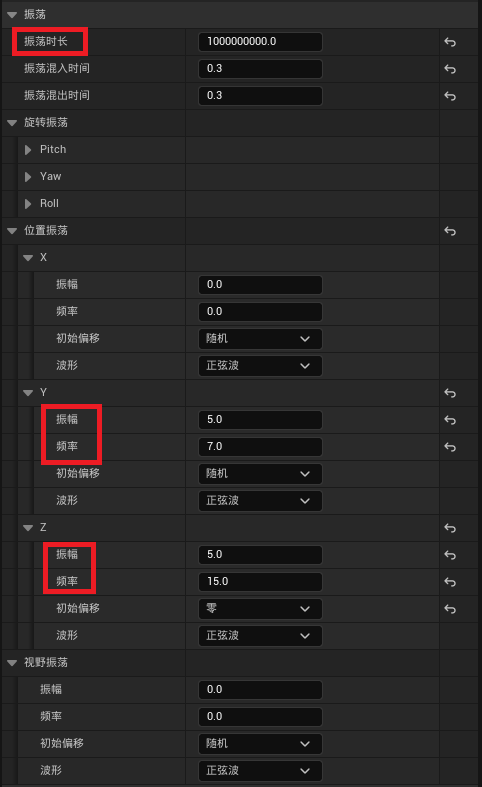 振荡
振荡时长 1000000000.0
振荡混入时间 0.3
振荡混出时间 0.3
旋转振荡
Pitch
Yaw
Roll
位置振荡
X
振幅 0.0
频率 0.0
初始偏移 随机
波形 正弦波
Y
振幅 5.0
频率 7.0
初始偏移 随机
波形 正弦波
Z
振幅 5.0
频率 15.0
初始偏移 零
波形 正弦波
视野振荡
振幅 0.0
频率 0.0
初始偏移 随机
波形 正弦波